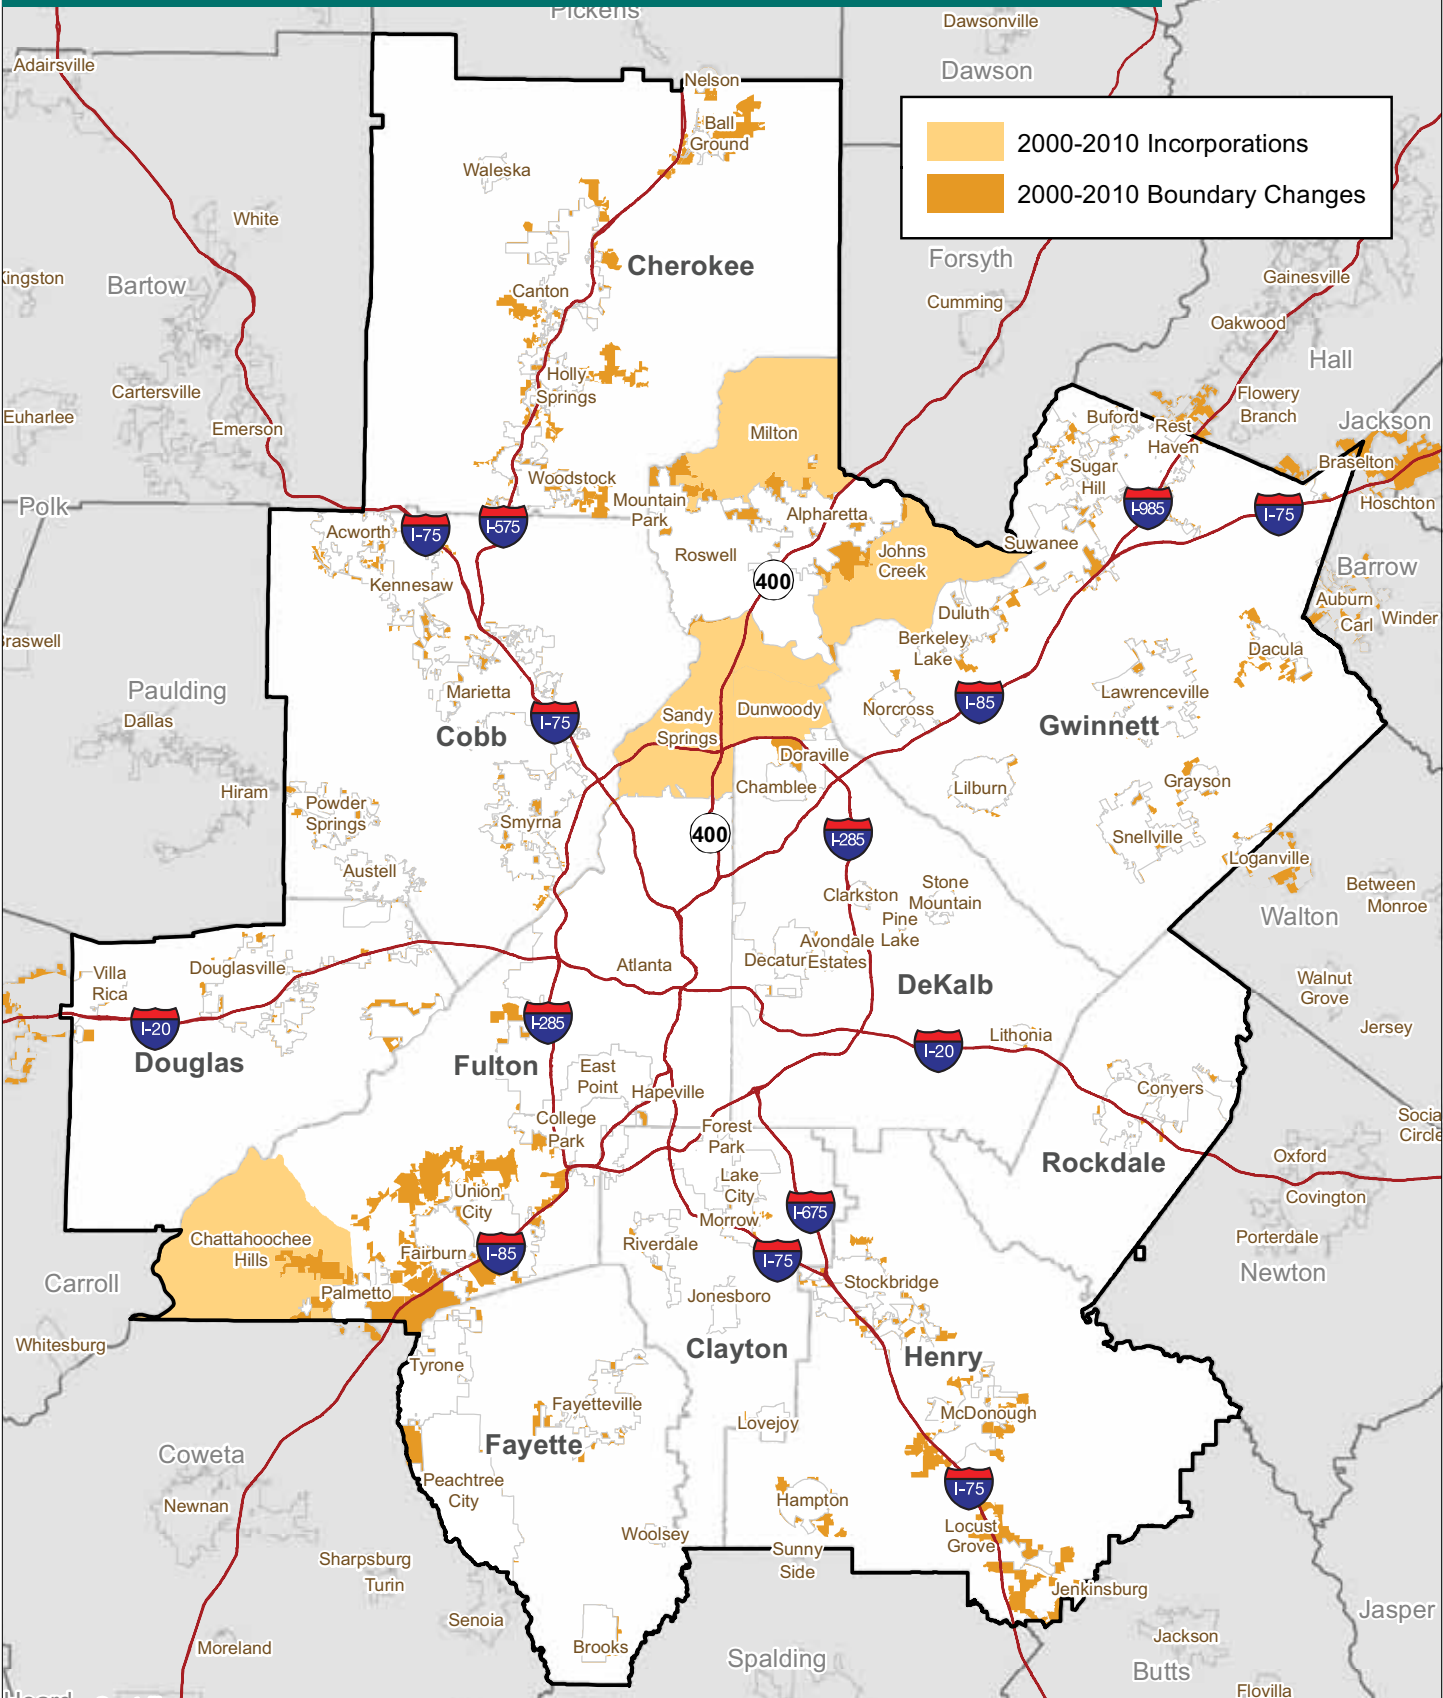 Pickens
Dawsonville
Adairsville
Dawson
Nelson
Ball
Ground
2000-2010 Incorporations
2000-2010 Boundary Changes
Waleska
White
Kingston
Bartow
Cherokee
Forsyth
Gainesville
Canton
Cumming
Oakwood
Hall
Holly
Springs
Cartersville
Euharlee
Emerson
Flowery
Branch
Milton
Buford
Rest
Haven
Jackson
Sugar
Hill
Braselton
Woodstock
Mountain
Park
Polk
I-985
I-75
Hoschton
Acworth
I-75
I-575
Alpharetta
Roswell
Johns
Creek
Suwanee
Barrow
Kennesaw
400
Auburn
Carl
Winder
Duluth
Braswell
Berkeley
Lake
Dacula
Paulding
Dallas
Marietta
Lawrenceville
I-85
Norcross
Gwinnett
Cobb
I-75
Sandy
Springs
Dunwoody
Doraville
Chamblee
Lilburn
Grayson
Hiram
Powder
Springs
Smyrna
400
I-285
Snellville
Loganville
Austell
Clarkston
Stone
Mountain
Pine
Lake
Between
Monroe
Walton
Avondale
Estates
Decatur
Atlanta
DeKalb
Villa
Rica
Douglasville
Walnut
Grove
I-20
I-285
Jersey
Lithonia
I-20
Douglas
Fulton
East
Point
Hapeville
Conyers
College
Park
Forest
Park
Social
Circle
Rockdale
Oxford
Covington
Lake
City
Union
City
I-675
Morrow
Riverdale
Chattahoochee
Hills
Fairburn
I-85
I-75
Porterdale
Newton
Carroll
Palmetto
Stockbridge
Jonesboro
Whitesburg
Clayton
Henry
Tyrone
Fayetteville
McDonough
Lovejoy
Fayette
Coweta
Peachtree
City
I-75
Newnan
Hampton
Locust
Grove
Woolsey
Sunny
Side
Sharpsburg
Turin
Jenkinsburg
Senoia
Jasper
Brooks
Moreland
Spalding
Jackson
Butts
Flovilla
Heard